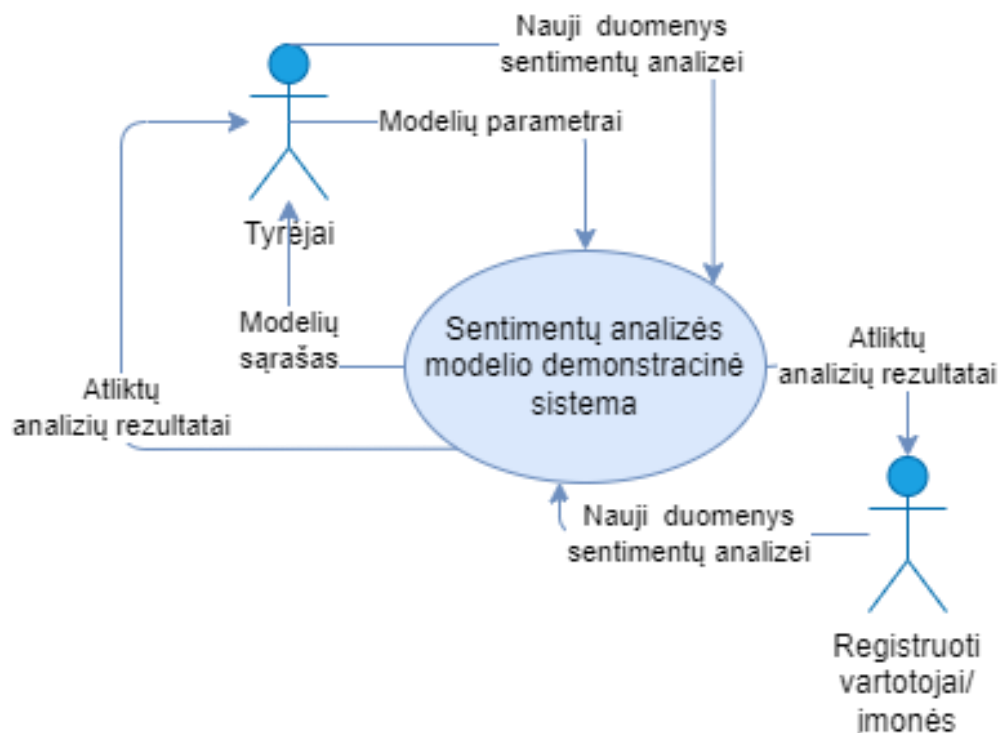 Nauji duomenys
sentimentų analizei
Modelių parametrai
Tyrėjai
Modelių
sąrašas
Sentimentų analizės
modelio demonstracinė
sistema
Atliktų
analizių rezultatai
Atliktų
analizių rezultatai
Nauji duomenys
sentimentų analizei
Registruoti
vartotojai/
įmonės